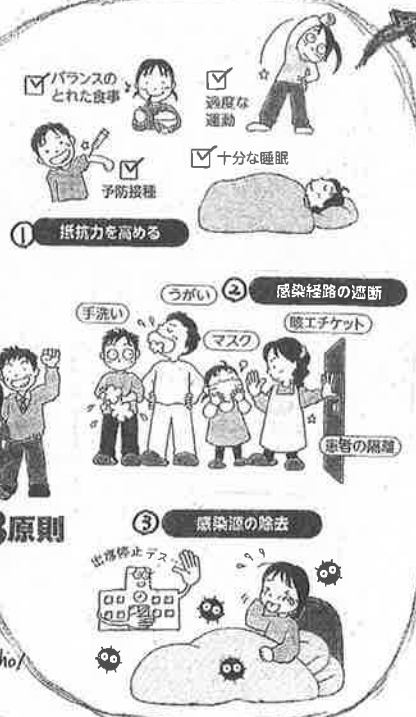 バランスの
とれた食事
適度な
運動
予防接種
十分な睡眠
① 抵抗力を高める
② 感染経路の遮断
手洗い
うがい
マスク
咳エチケット
患者の隔離
原則
③ 感染源の除去
出席停止デス
ho!